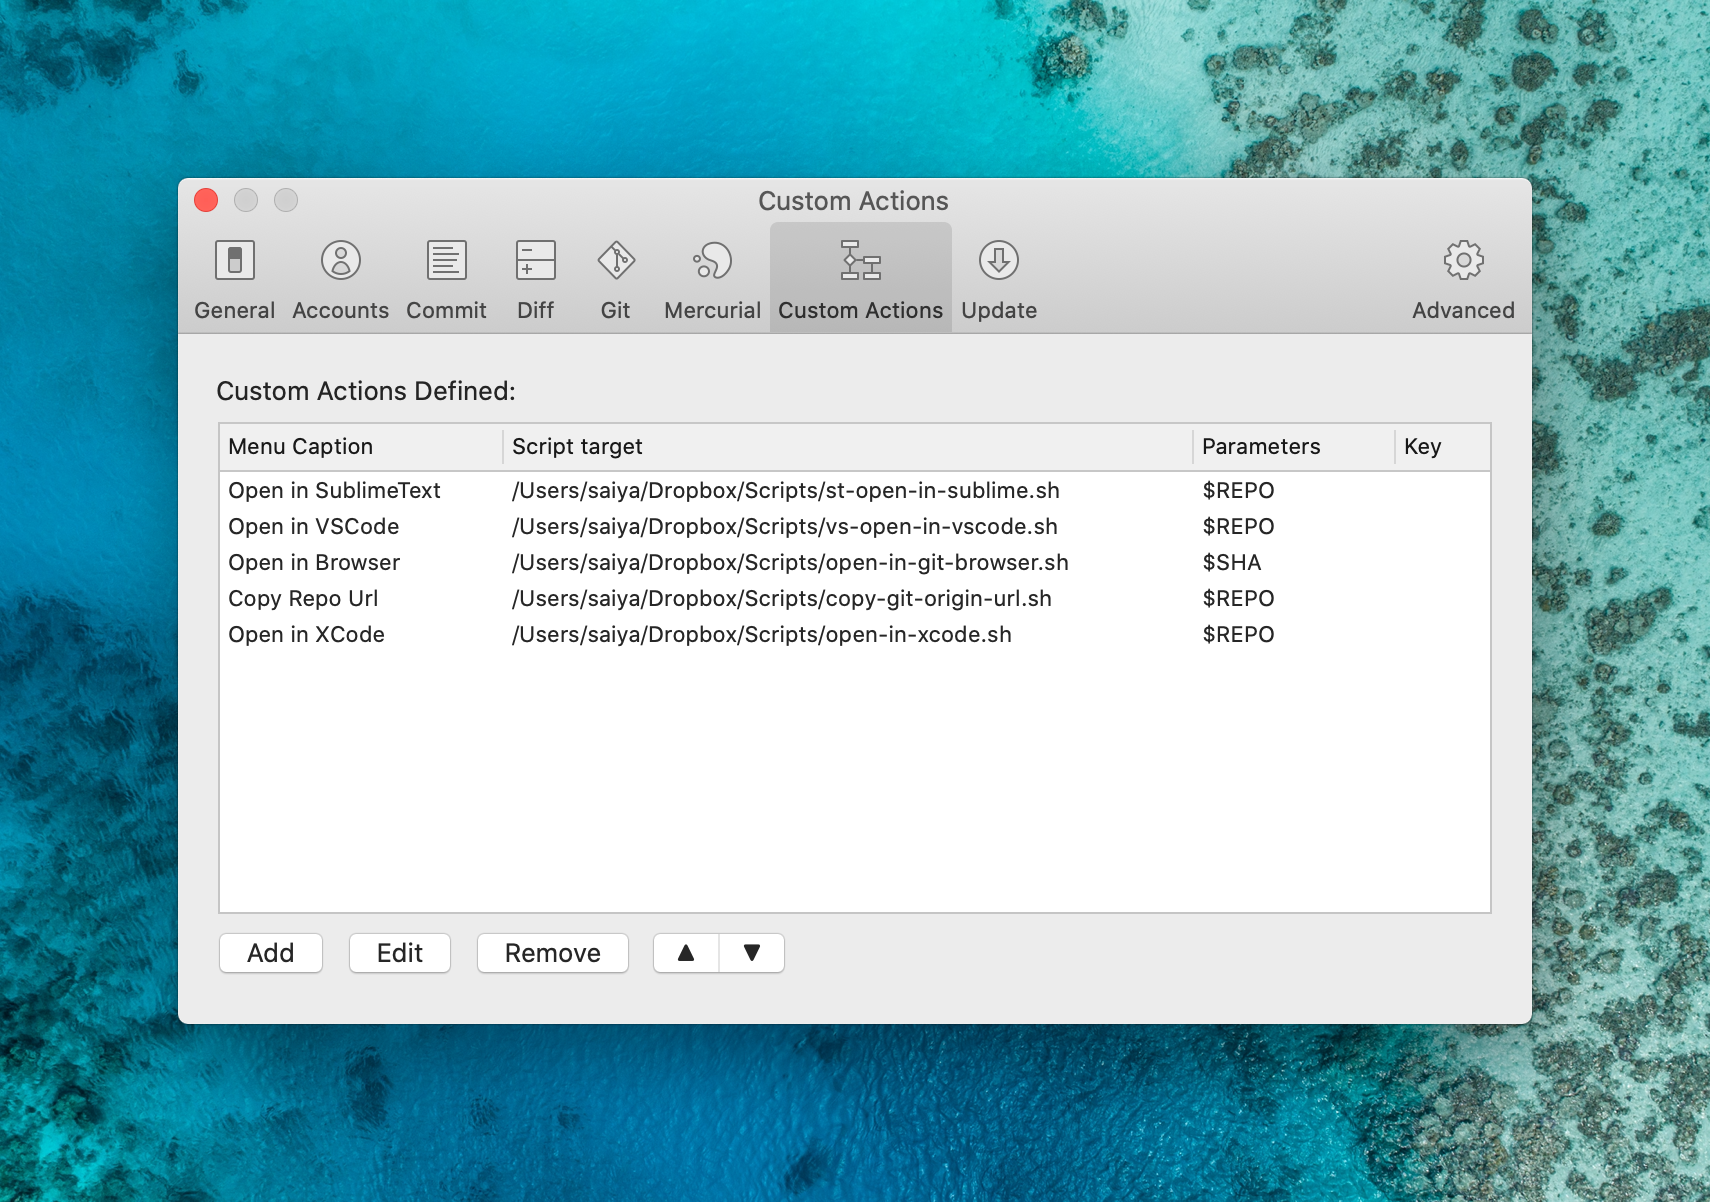 Custom Actions
General Accounts Commit Diff Git Mercurial Custom Actions Update Advanced
Custom Actions Defined:
Menu Caption Script target Parameters Key
Open in SublimeText /Users/saiya/Dropbox/Scripts/st-open-in-sublime.sh $REPO
Open in VSCode /Users/saiya/Dropbox/Scripts/vs-open-in-vscode.sh $REPO
Open in Browser /Users/saiya/Dropbox/Scripts/open-in-git-browser.sh $SHA
Copy Repo Url /Users/saiya/Dropbox/Scripts/copy-git-origin-url.sh $REPO
Open in XCode /Users/saiya/Dropbox/Scripts/open-in-xcode.sh $REPO
Add Edit Remove